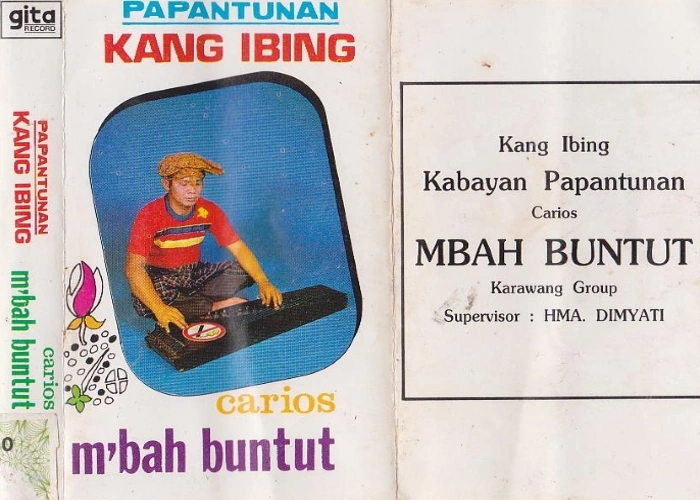 gita
RECORD
PAPANTUNAN
KANG IBING
carios
m'bah buntut
0
PAPANTUNAN
KANG IBING
carios
m'bah buntut
Kang Ibing
Kabayan Papantunan
Carios
MBAH BUNTUT
Karawang Group
Supervisor : HMA. DIMYATI